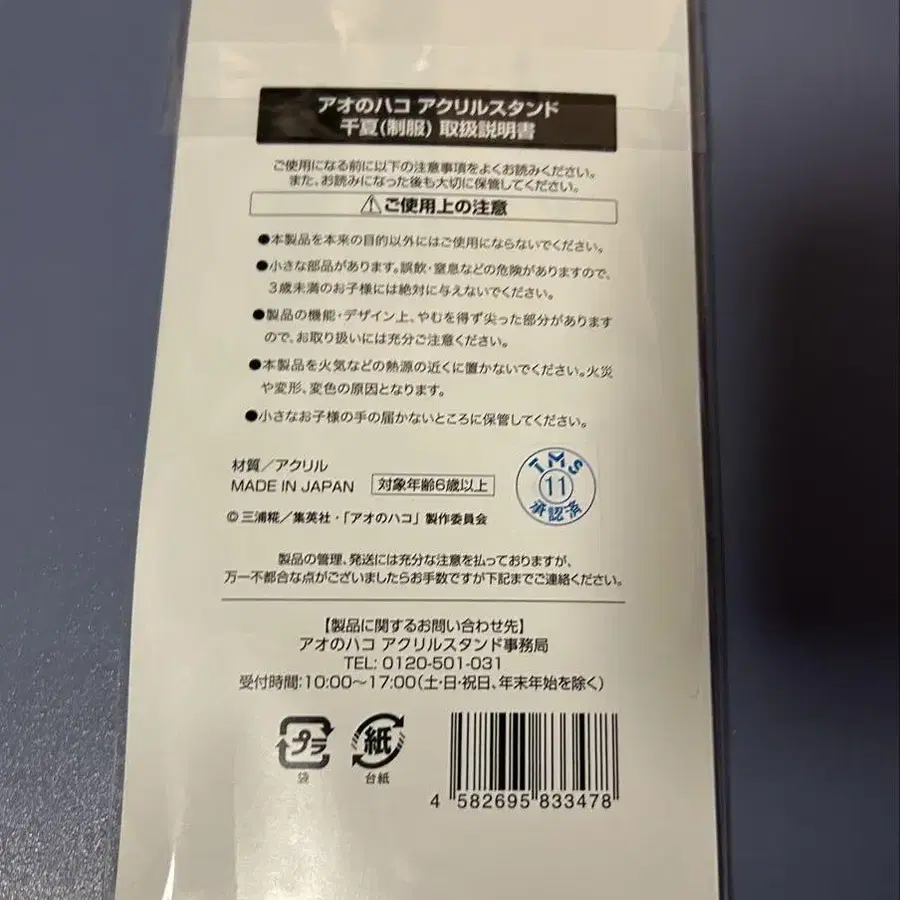 アオのハコ アクリルスタンド
千夏(制服) 取扱説明書
ご使用になる前に以下の注意事項をよくお読みください。
また、お読みになった後も大切に保管してください。
⚠ご使用上の注意
●本製品を本来の目的以外にはご使用にならないでください。
●小さな部品があります。誤飲・窒息などの危険がありますので、
3歳未満のお子様には絶対に与えないでください。
●製品の機能・デザイン上、やむを得ず尖った部分があります
ので、お取り扱いには充分ご注意ください。
●本製品を火気などの熱源の近くに置かないでください。火災
や変形、変色の原因となります。
●小さなお子様の手の届かないところに保管してください。
材質／アクリル
MADE IN JAPAN 対象年齢6歳以上
TMS
11
承認済
© 三浦糀／集英社・「アオのハコ」製作委員会
製品の管理、発送には充分な注意を払っておりますが、
万一不都合な点がございましたらお手数ですが下記までご連絡ください。
【製品に関するお問い合わせ先】
アオのハコ アクリルスタンド事務局
TEL: 0120-501-031
受付時間：10:00〜17:00（土・日・祝日、年末年始を除く）
プラ
袋
紙
台紙
4 582695 833478